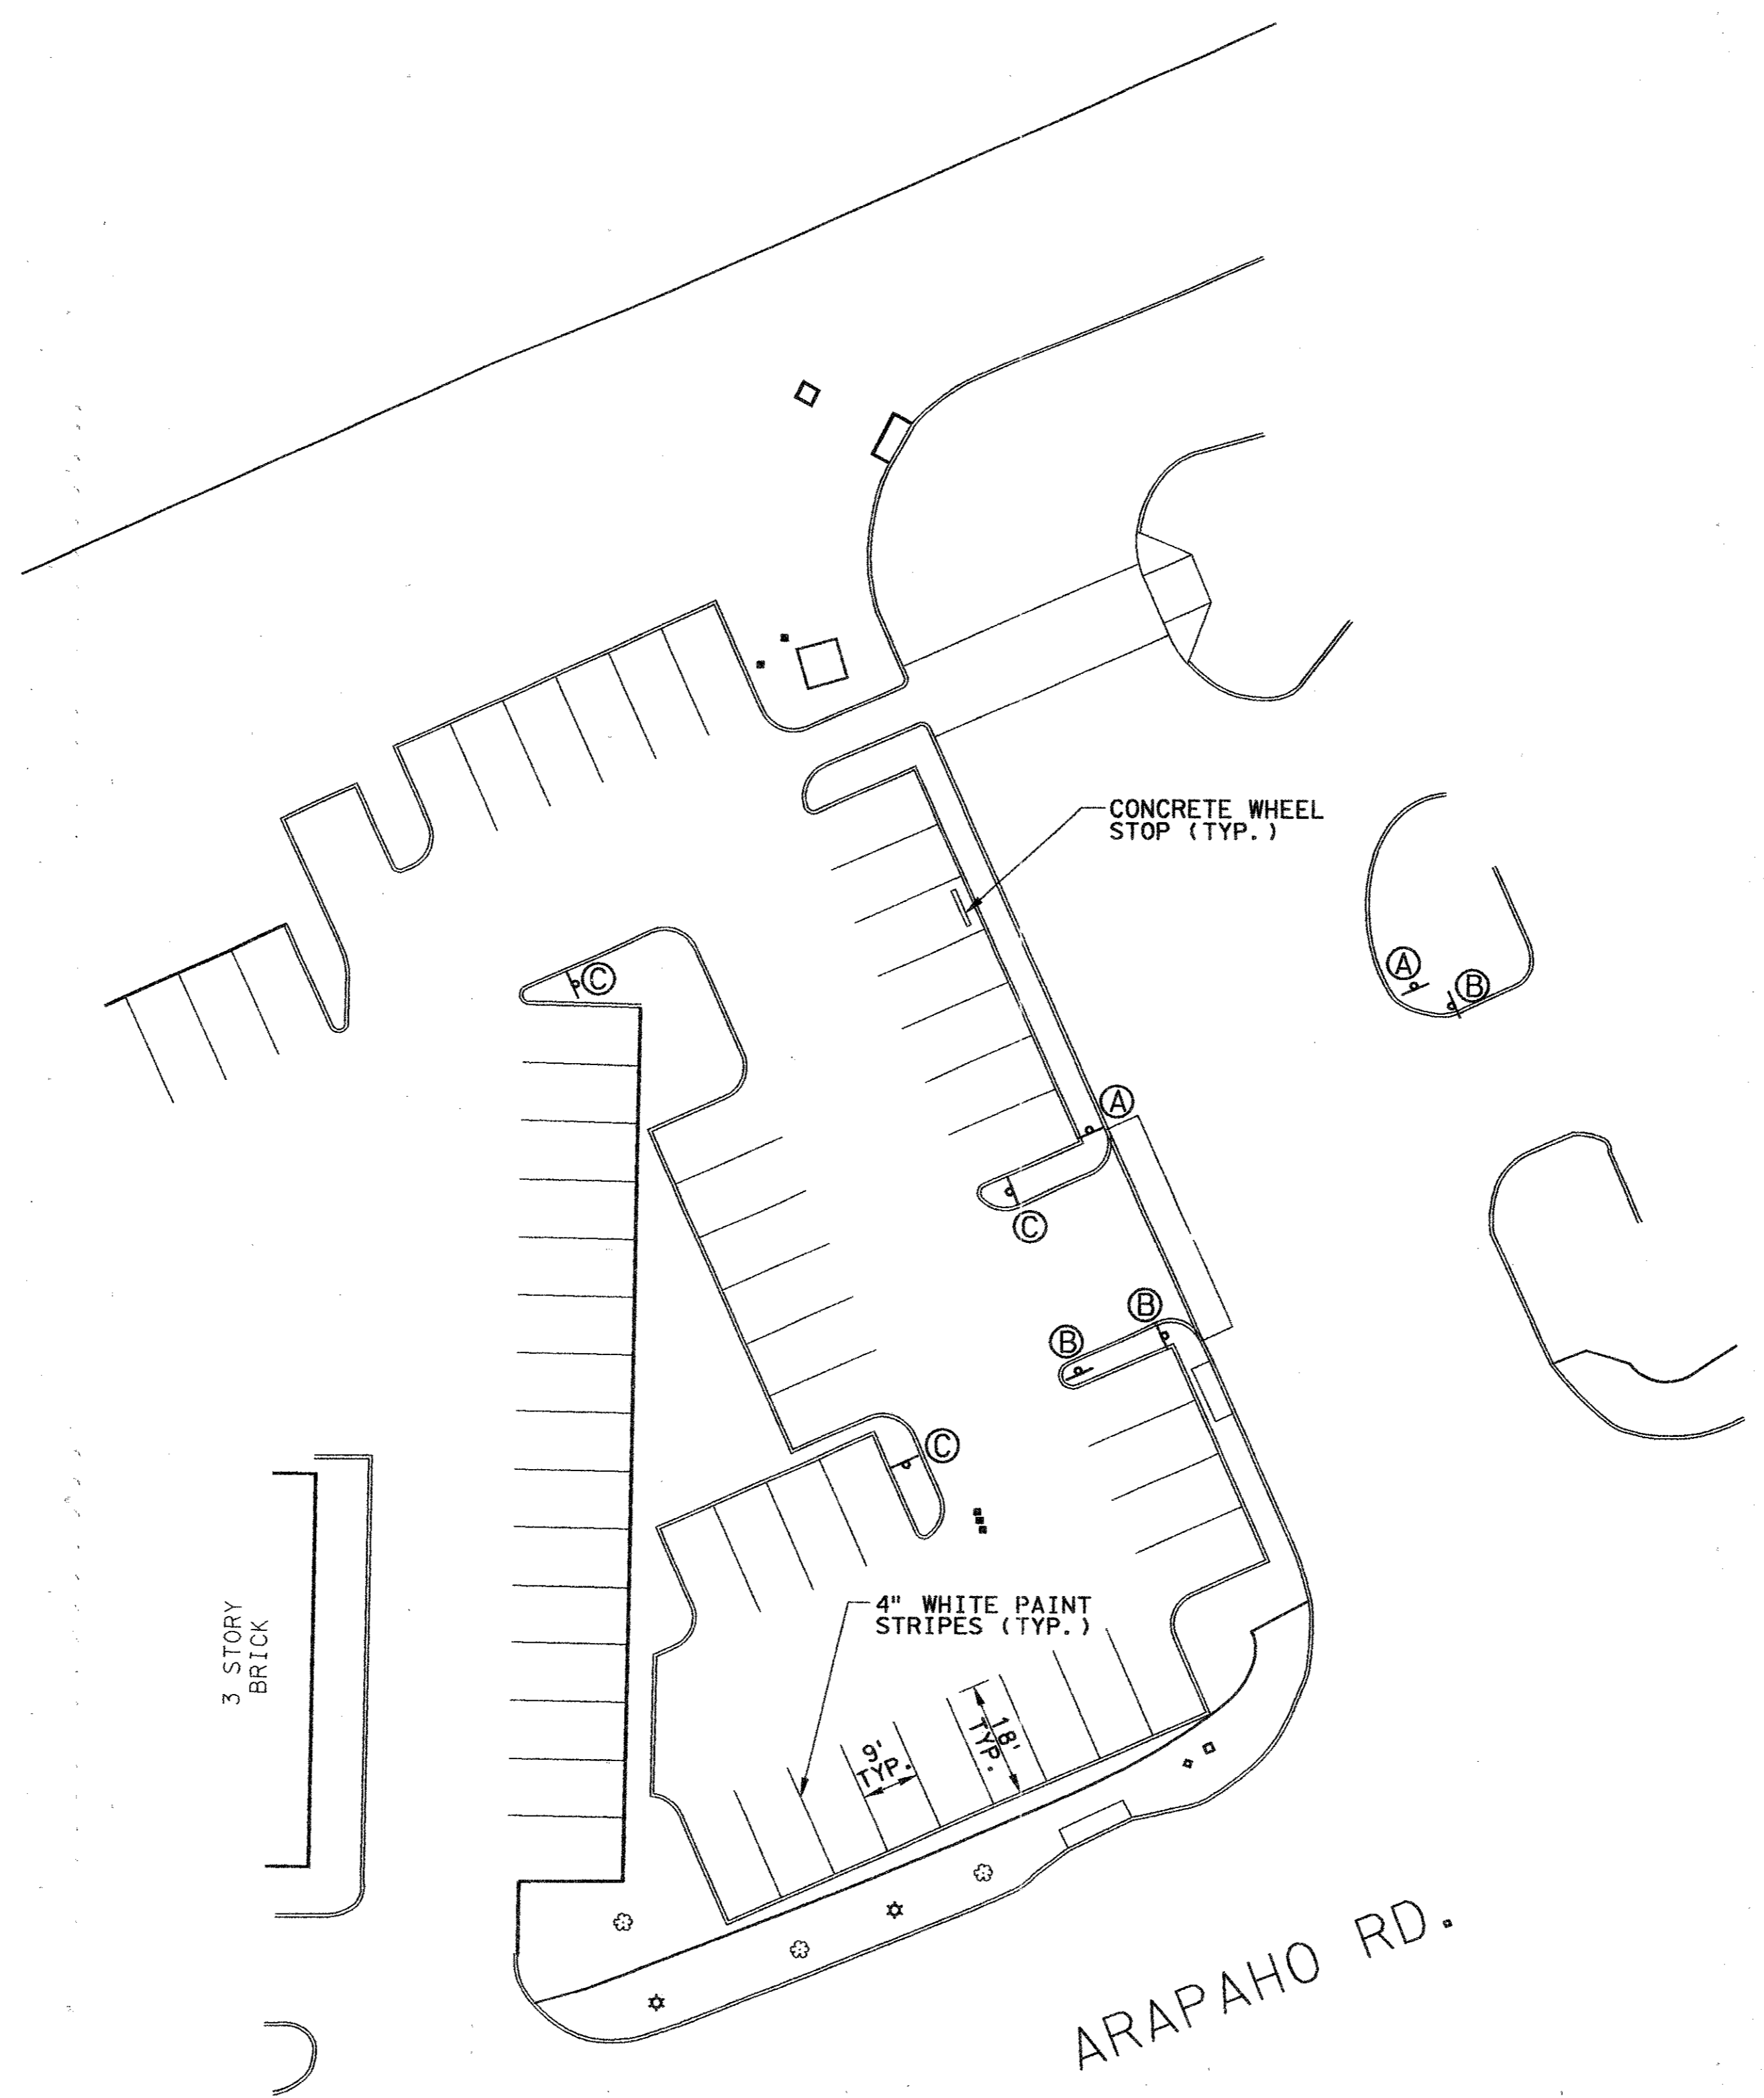 CONCRETE WHEEL
STOP (TYP.)
C
A
B
A
C
B
B
C
4" WHITE PAINT
STRIPES (TYP.)
3 STORY
BRICK
9'
TYP.
18'
TYP.
ARAPAHO RD.